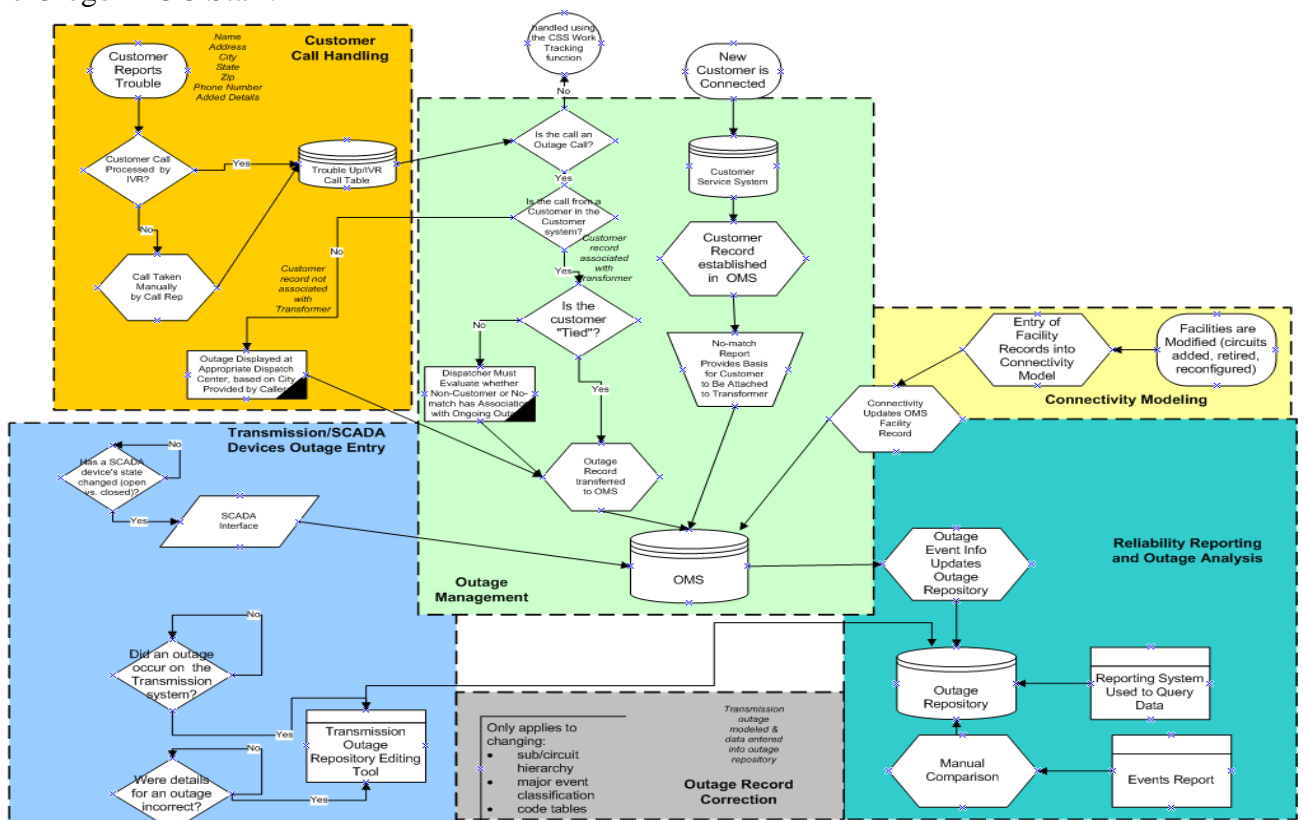 Customer
Call Handling
Name
Address
City
State
Zip
Phone Number
Added Details
Customer
Reports
Trouble
Customer Call
Processed by
IVR?
Yes
No
Trouble Up/IVR
Call Table
Call Taken
Manually
by Call Rep
Customer
record not
associated
with
Transformer
Outage Displayed at
Appropriate Dispatch
Center, based on City
Provided by Caller
handled using
the CSS Work
Tracking
function
No
Is the call an
Outage Call?
Yes
Is the call from a
Customer in the
Customer
system?
No
Customer
record
associated
with
Transformer
Yes
Is the
customer
"Tied"?
No
Yes
Dispatcher Must
Evaluate whether
Non-Customer or No-
match has Association
with Ongoing
Outage
Record
transferred
to OMS
New
Customer is
Connected
Customer
Service System
Customer
Record
established
in OMS
No-match
Report
Provides Basis
for Customer
to Be Attached
to Transformer
OMS
Outage
Management
Entry of
Facility
Records into
Connectivity
Model
Facilities are
Modified (circuits
added, retired,
reconfigured)
Connectivity Modeling
Connectivity
Updates OMS
Facility
Record
Transmission/SCADA
Devices Outage Entry
No
Has a SCADA
device's state
changed (open
vs. closed)?
Yes
SCADA
Interface
No
Did an outage
occur on the
Transmission
system?
Yes
Transmission
Outage
Repository Editing
Tool
No
Were details
for an outage
incorrect?
Yes
Only applies to
changing:
• sub/circuit
hierarchy
• major event
classification
• code tables
Transmission
outage
modeled &
data entered
into outage
repository
Outage Record
Correction
Reliability Reporting
and Outage Analysis
Outage
Event Info
Updates
Outage
Repository
Outage
Repository
Reporting System
Used to Query
Data
Manual
Comparison
Events Report